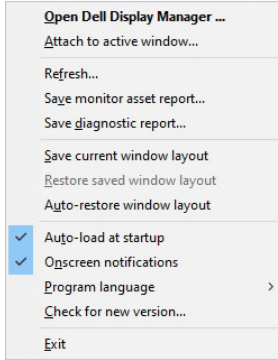 Open Dell Display Manager ...
Attach to active window...
Refresh...
Save monitor asset report...
Save diagnostic report...
Save current window layout
Restore saved window layout
Auto-restore window layout
Auto-load at startup
Onscreen notifications
Program language
Check for new version...
Exit